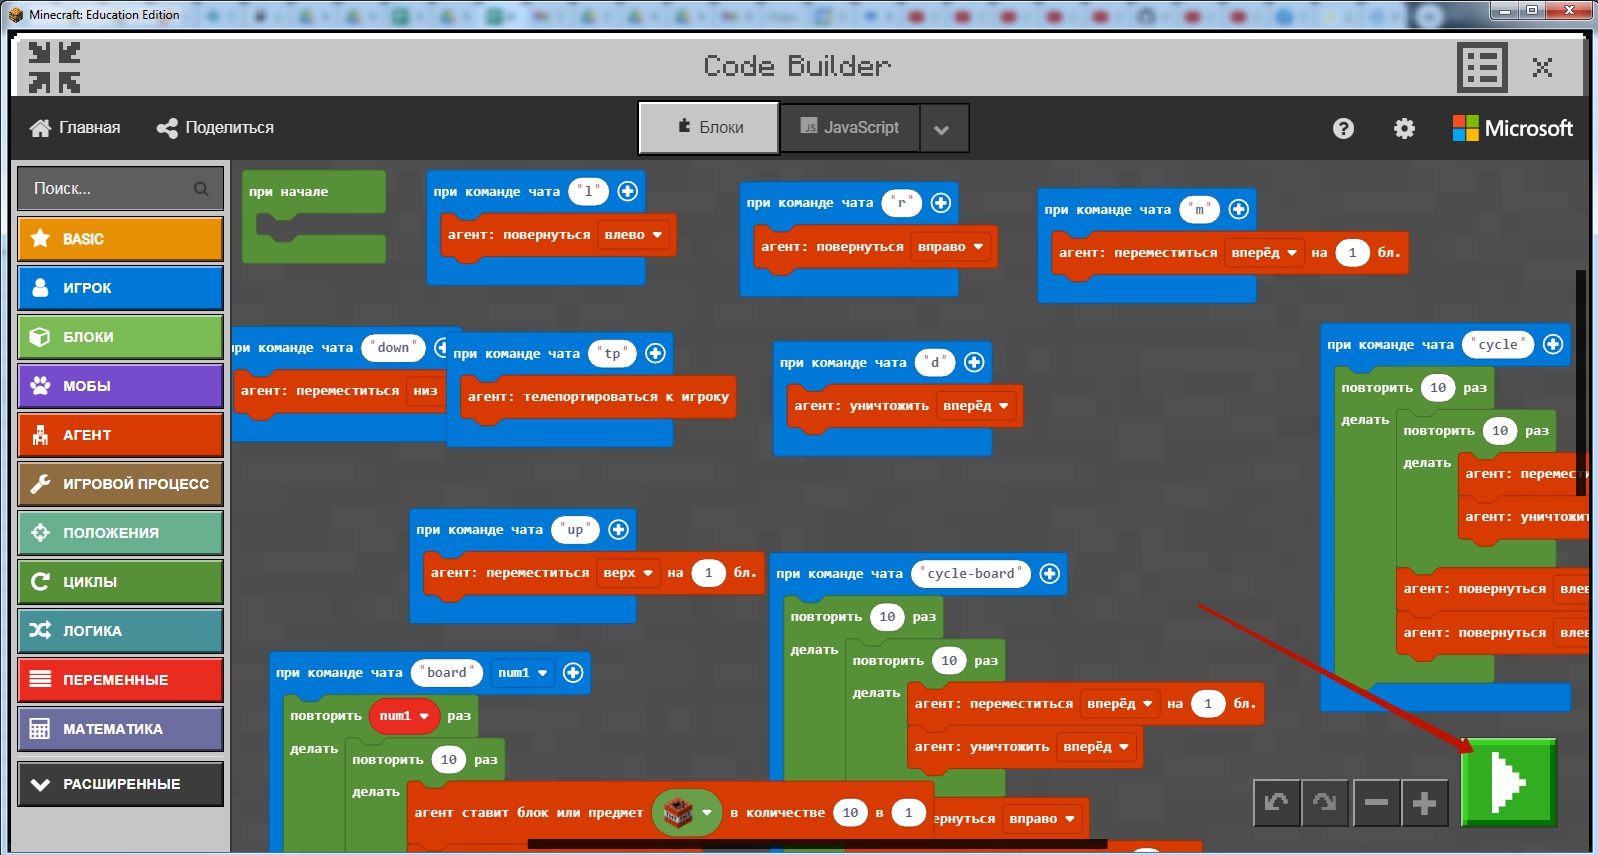 Minecraft: Education Edition
Code Builder
Главная
Поделиться
Блоки
JS JavaScript
?
Microsoft
Поиск...
BASIC
ИГРОК
БЛОКИ
МОБЫ
АГЕНТ
ИГРОВОЙ ПРОЦЕСС
ПОЛОЖЕНИЯ
ЦИКЛЫ
ЛОГИКА
ПЕРЕМЕННЫЕ
МАТЕМАТИКА
РАСШИРЕННЫЕ
при начале
при команде чата "l"
агент: повернуться влево
при команде чата "r"
агент: повернуться вправо
при команде чата "m"
агент: переместиться вперёд на 1 бл.
при команде чата "down"
агент: переместиться низ
при команде чата "tp"
агент: телепортироваться к игроку
при команде чата "d"
агент: уничтожить вперёд
при команде чата "cycle"
повторить 10 раз
делать
повторить 10 раз
делать
агент: перемести
агент: уничтожит
агент: повернуться влев
агент: повернуться влев
при команде чата "up"
агент: переместиться верх на 1 бл.
при команде чата "cycle-board"
повторить 10 раз
делать
повторить 10 раз
делать
агент: переместиться вперёд на 1 бл.
агент: уничтожить вперёд
ернуться вправо
при команде чата "board" num1
повторить num1 раз
делать
повторить 10 раз
делать
агент ставит блок или предмет в количестве 10 в 1